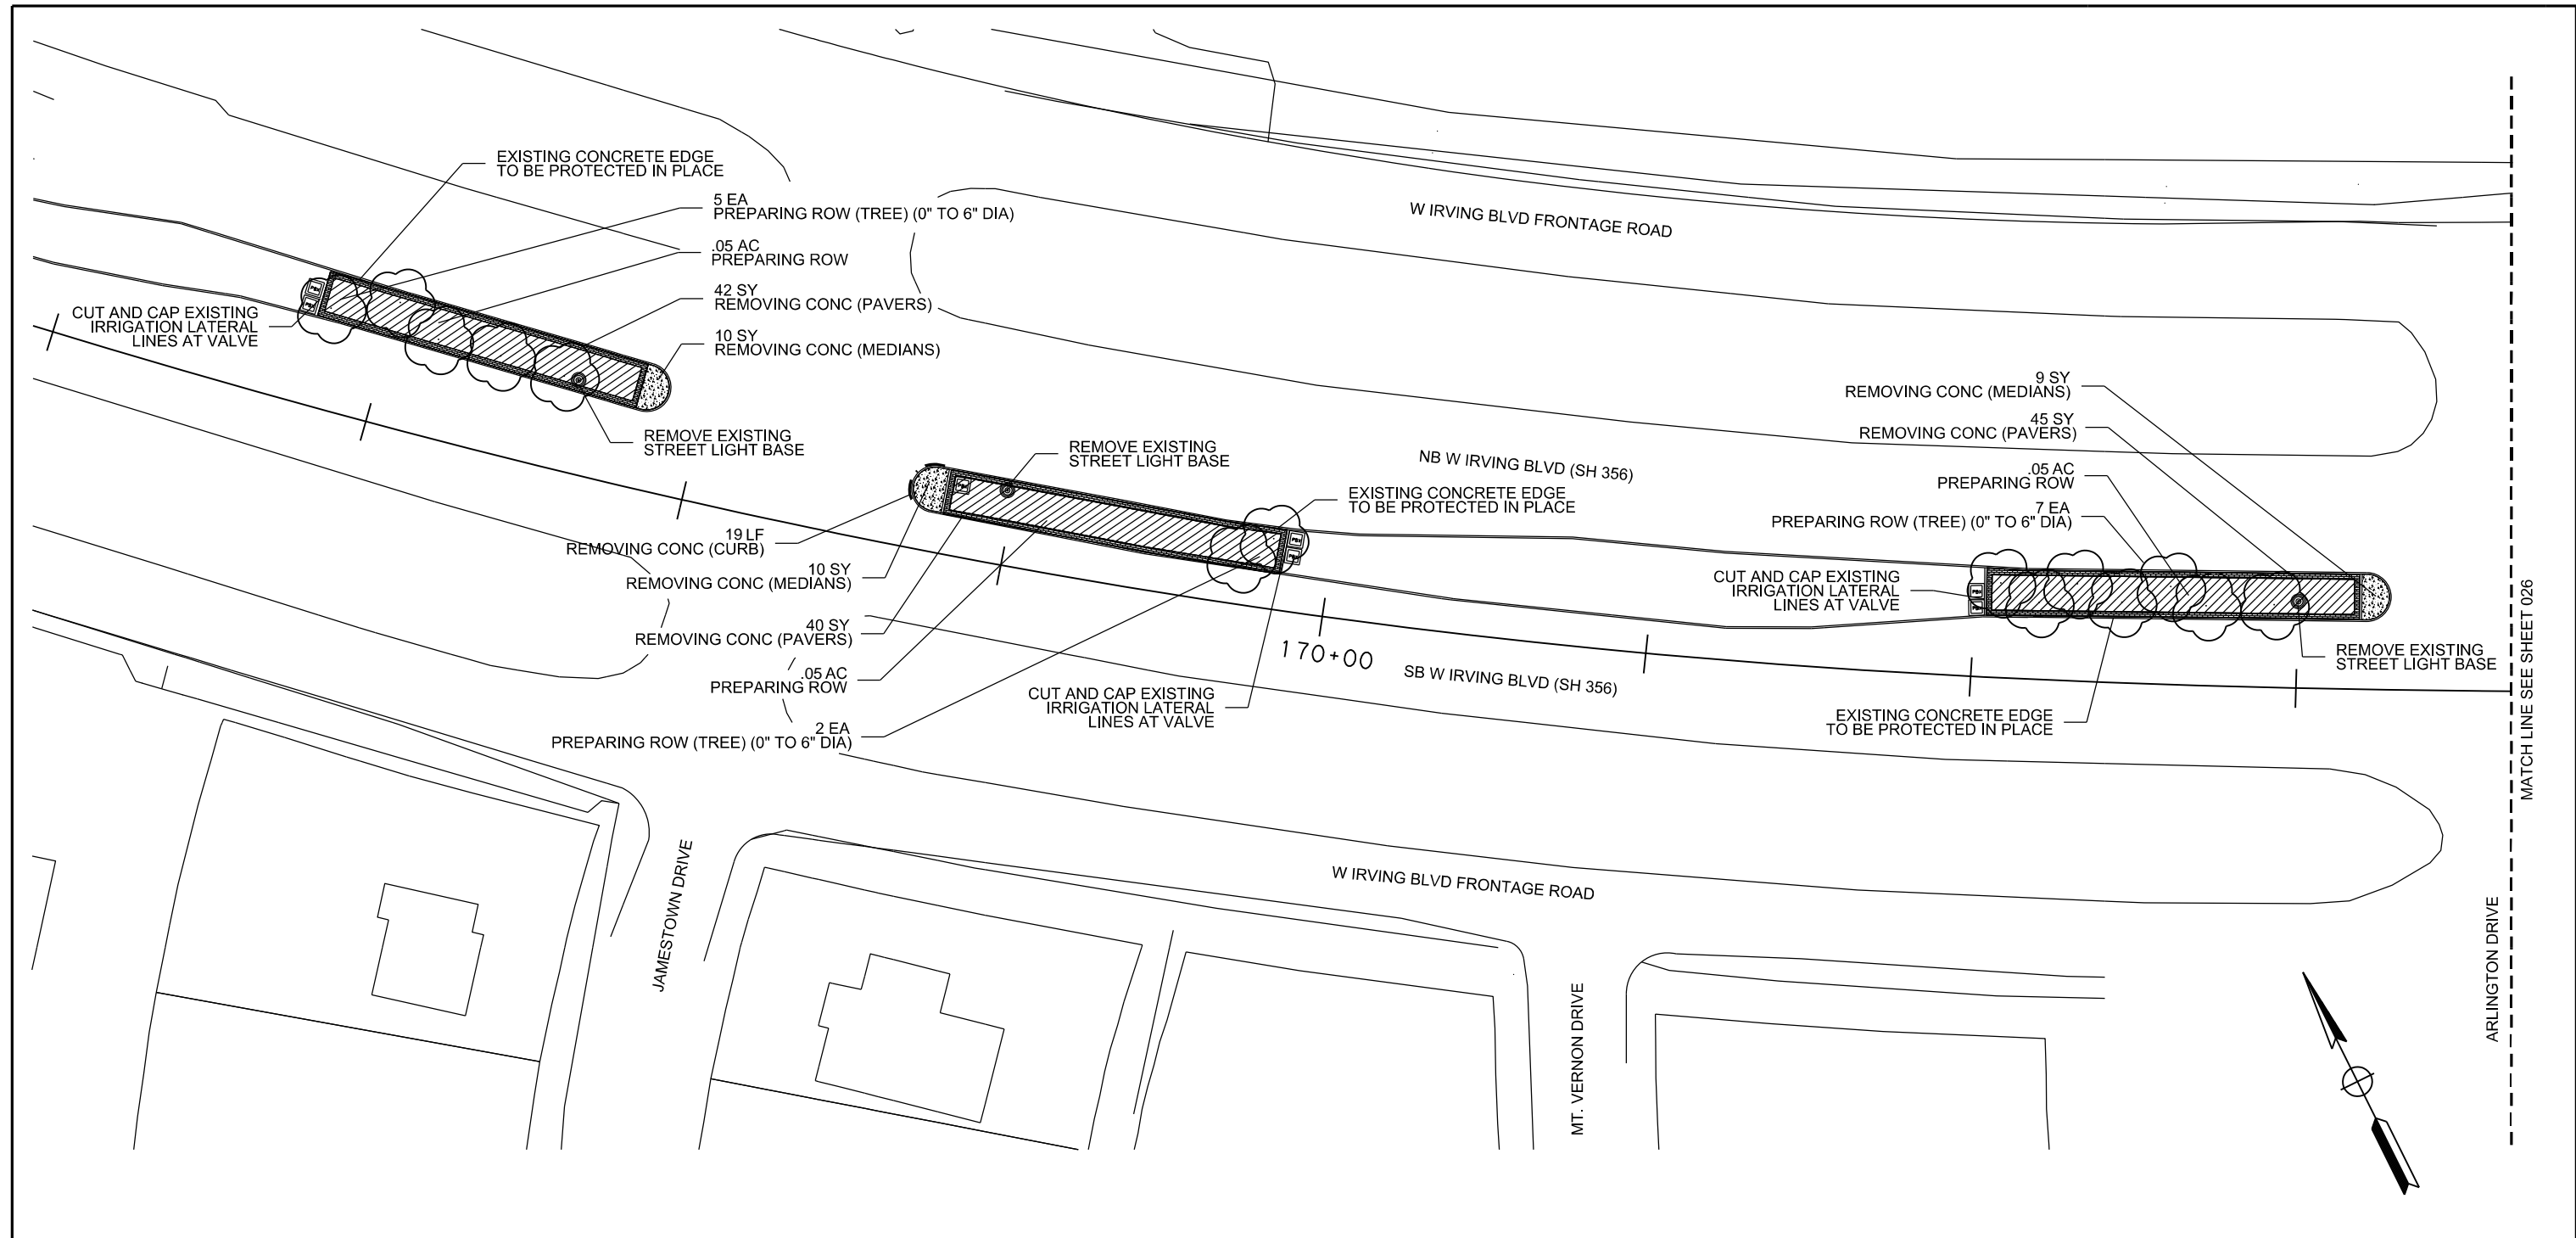 EXISTING CONCRETE EDGE
TO BE PROTECTED IN PLACE
5 EA
PREPARING ROW (TREE) (0" TO 6" DIA)
.05 AC
PREPARING ROW
42 SY
REMOVING CONC (PAVERS)
10 SY
REMOVING CONC (MEDIANS)
CUT AND CAP EXISTING
IRRIGATION LATERAL
LINES AT VALVE
REMOVE EXISTING
STREET LIGHT BASE
W IRVING BLVD FRONTAGE ROAD
REMOVE EXISTING
STREET LIGHT BASE
NB W IRVING BLVD (SH 356)
EXISTING CONCRETE EDGE
TO BE PROTECTED IN PLACE
19 LF
REMOVING CONC (CURB)
10 SY
REMOVING CONC (MEDIANS)
40 SY
REMOVING CONC (PAVERS)
.05 AC
PREPARING ROW
2 EA
PREPARING ROW (TREE) (0" TO 6" DIA)
CUT AND CAP EXISTING
IRRIGATION LATERAL
LINES AT VALVE
170+00
SB W IRVING BLVD (SH 356)
9 SY
REMOVING CONC (MEDIANS)
45 SY
REMOVING CONC (PAVERS)
.05 AC
PREPARING ROW
7 EA
PREPARING ROW (TREE) (0" TO 6" DIA)
CUT AND CAP EXISTING
IRRIGATION LATERAL
LINES AT VALVE
REMOVE EXISTING
STREET LIGHT BASE
EXISTING CONCRETE EDGE
TO BE PROTECTED IN PLACE
MATCH LINE SEE SHEET 026
W IRVING BLVD FRONTAGE ROAD
JAMESTOWN DRIVE
MT. VERNON DRIVE
ARLINGTON DRIVE